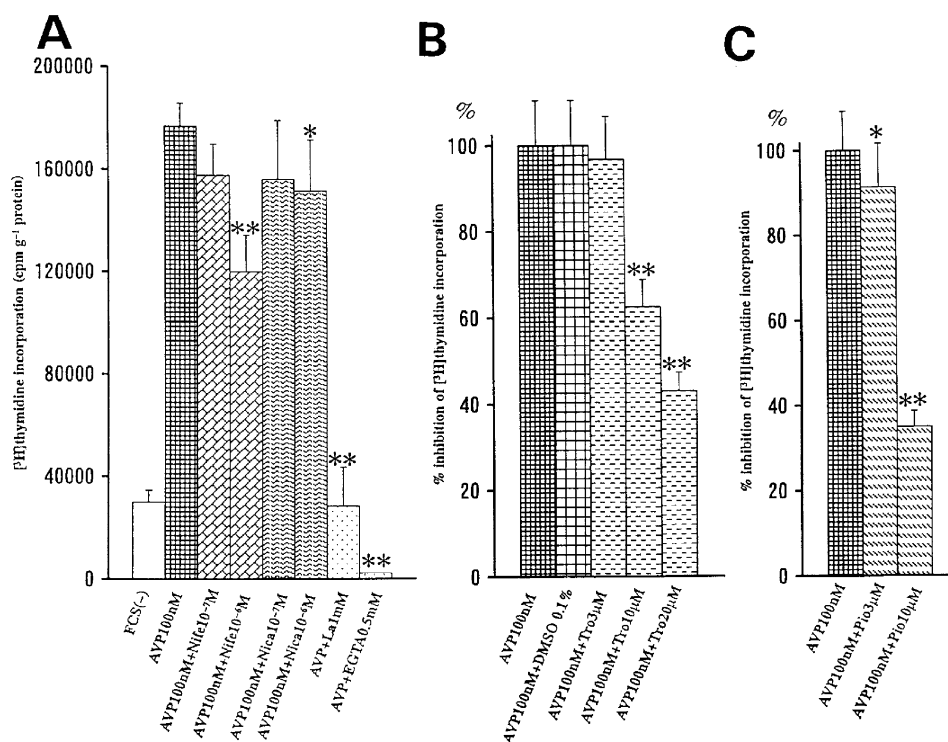 A
[³H]thymidine incorporation (cpm g⁻¹ protein)
200000
160000
120000
80000
40000
0
*
**
**
**
FCS(-)
AVP100nM
AVP100nM+Nife10⁻⁷M
AVP100nM+Nife10⁻⁶M
AVP100nM+Nica10⁻⁷M
AVP100nM+Nica10⁻⁶M
AVP+La1mM
AVP+EGTA0.5mM
B
%
% inhibition of [³H]thymidine incorporation
100
80
60
40
20
0
**
**
AVP100nM
AVP100nM+DMSO 0.1%
AVP100nM+Tro3μM
AVP100nM+Tro10μM
AVP100nM+Tro20μM
C
%
% inhibition of [³H]thymidine incorporation
100
80
60
40
20
0
*
**
AVP100nM
AVP100nM+Pio3μM
AVP100nM+Pio10μM